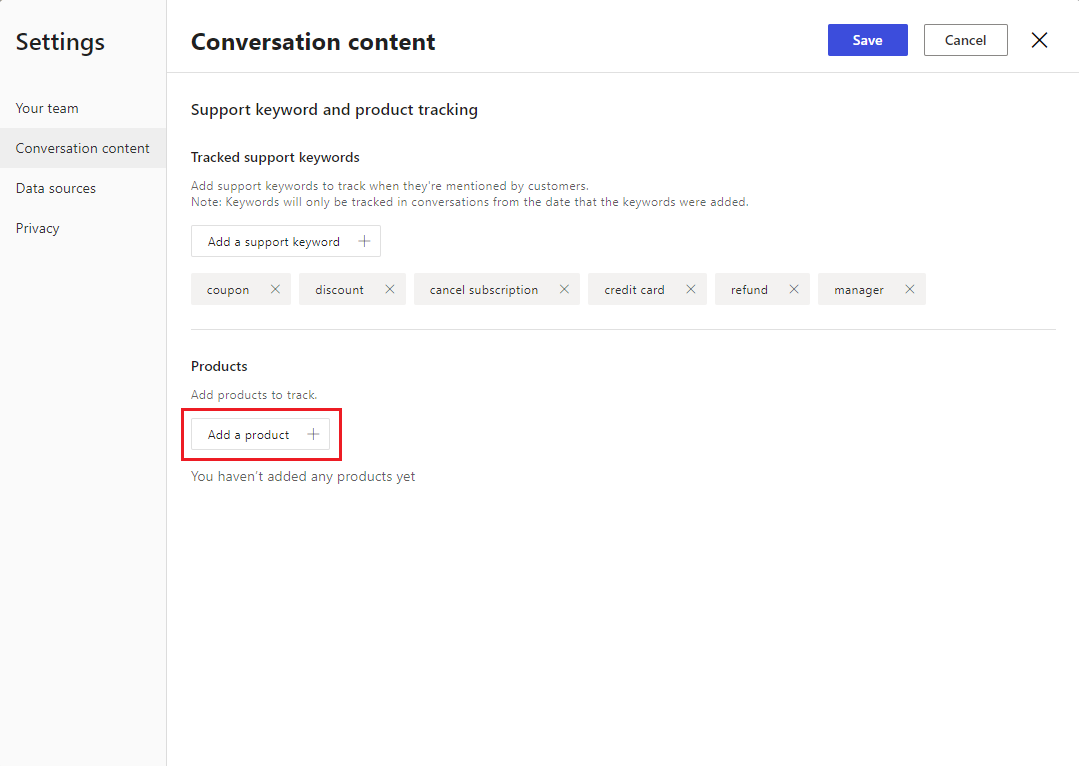 Settings
Conversation content
Save
Cancel
Your team
Conversation content
Data sources
Privacy
Support keyword and product tracking
Tracked support keywords
Add support keywords to track when they're mentioned by customers.
Note: Keywords will only be tracked in conversations from the date that the keywords were added.
Add a support keyword
coupon
discount
cancel subscription
credit card
refund
manager
Products
Add products to track.
Add a product
You haven't added any products yet